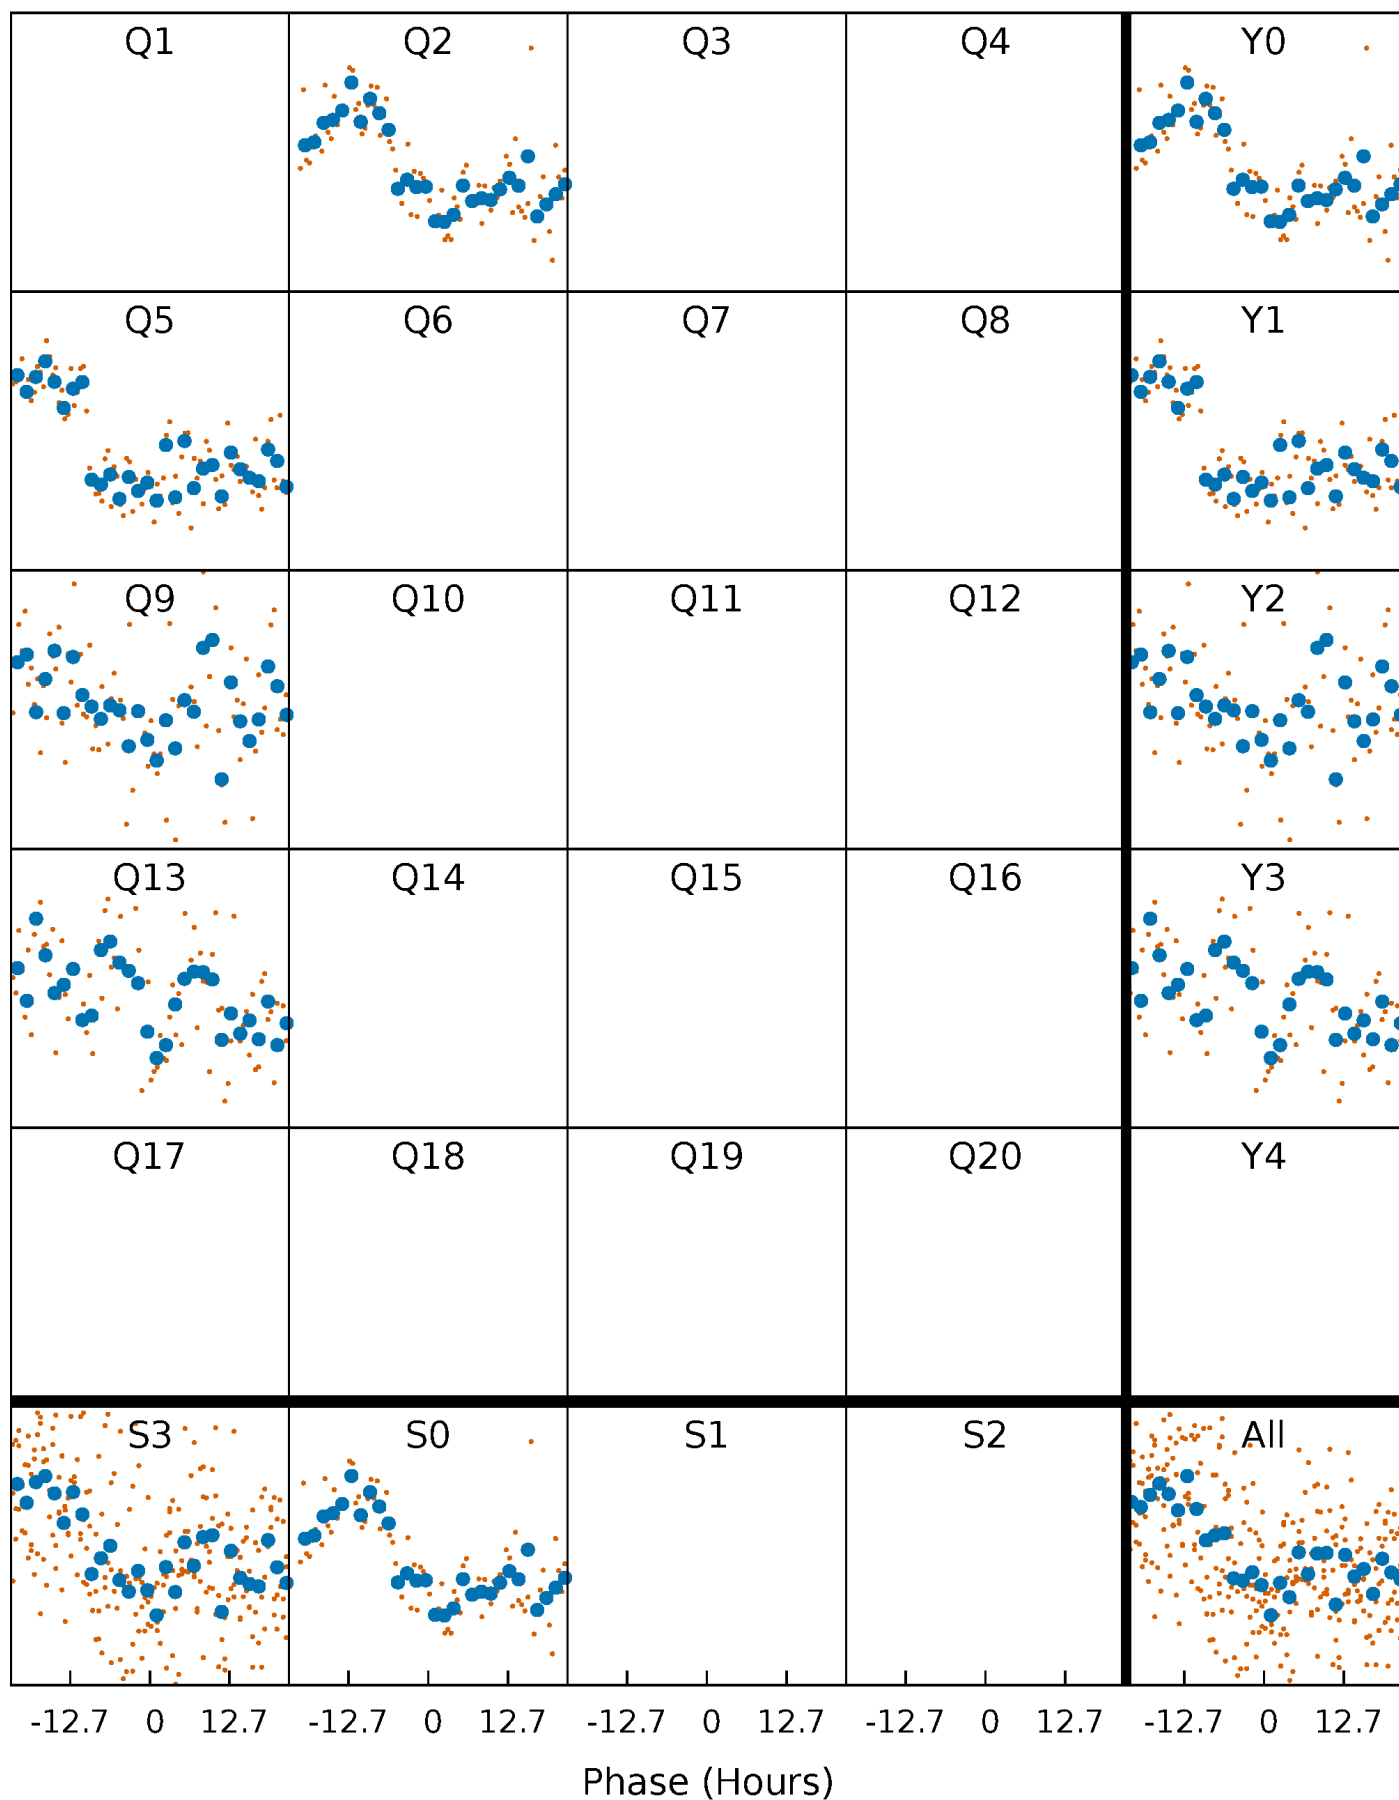 Q1 Q2 Q3 Q4 Y0
Q5 Q6 Q7 Q8 Y1
Q9 Q10 Q11 Q12 Y2
Q13 Q14 Q15 Q16 Y3
Q17 Q18 Q19 Q20 Y4
S3 S0 S1 S2 All
-12.7 0 12.7 -12.7 0 12.7 -12.7 0 12.7 -12.7 0 12.7 -12.7 0 12.7
Phase (Hours)